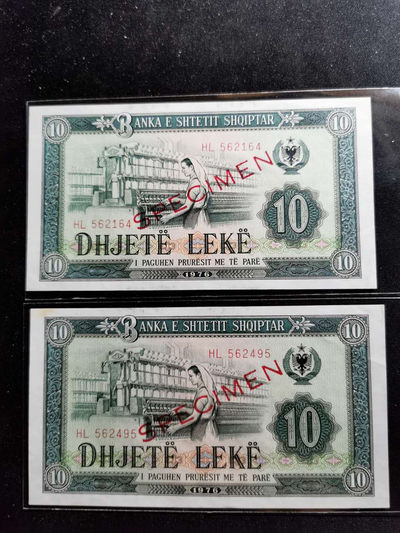 10 BANKA E SHTETIT SHQIPTAR 10
HL 562164
SPECIMEN
HL 562164
10
DHJETË LEKË
I PAGUHEN PRURËSIT ME TË PARË
10 1976 10
10 BANKA E SHTETIT SHQIPTAR 10
HL 562495
SPECIMEN
HL 562495
10
DHJETË LEKË
I PAGUHEN PRURËSIT ME TË PARË
10 1976 10